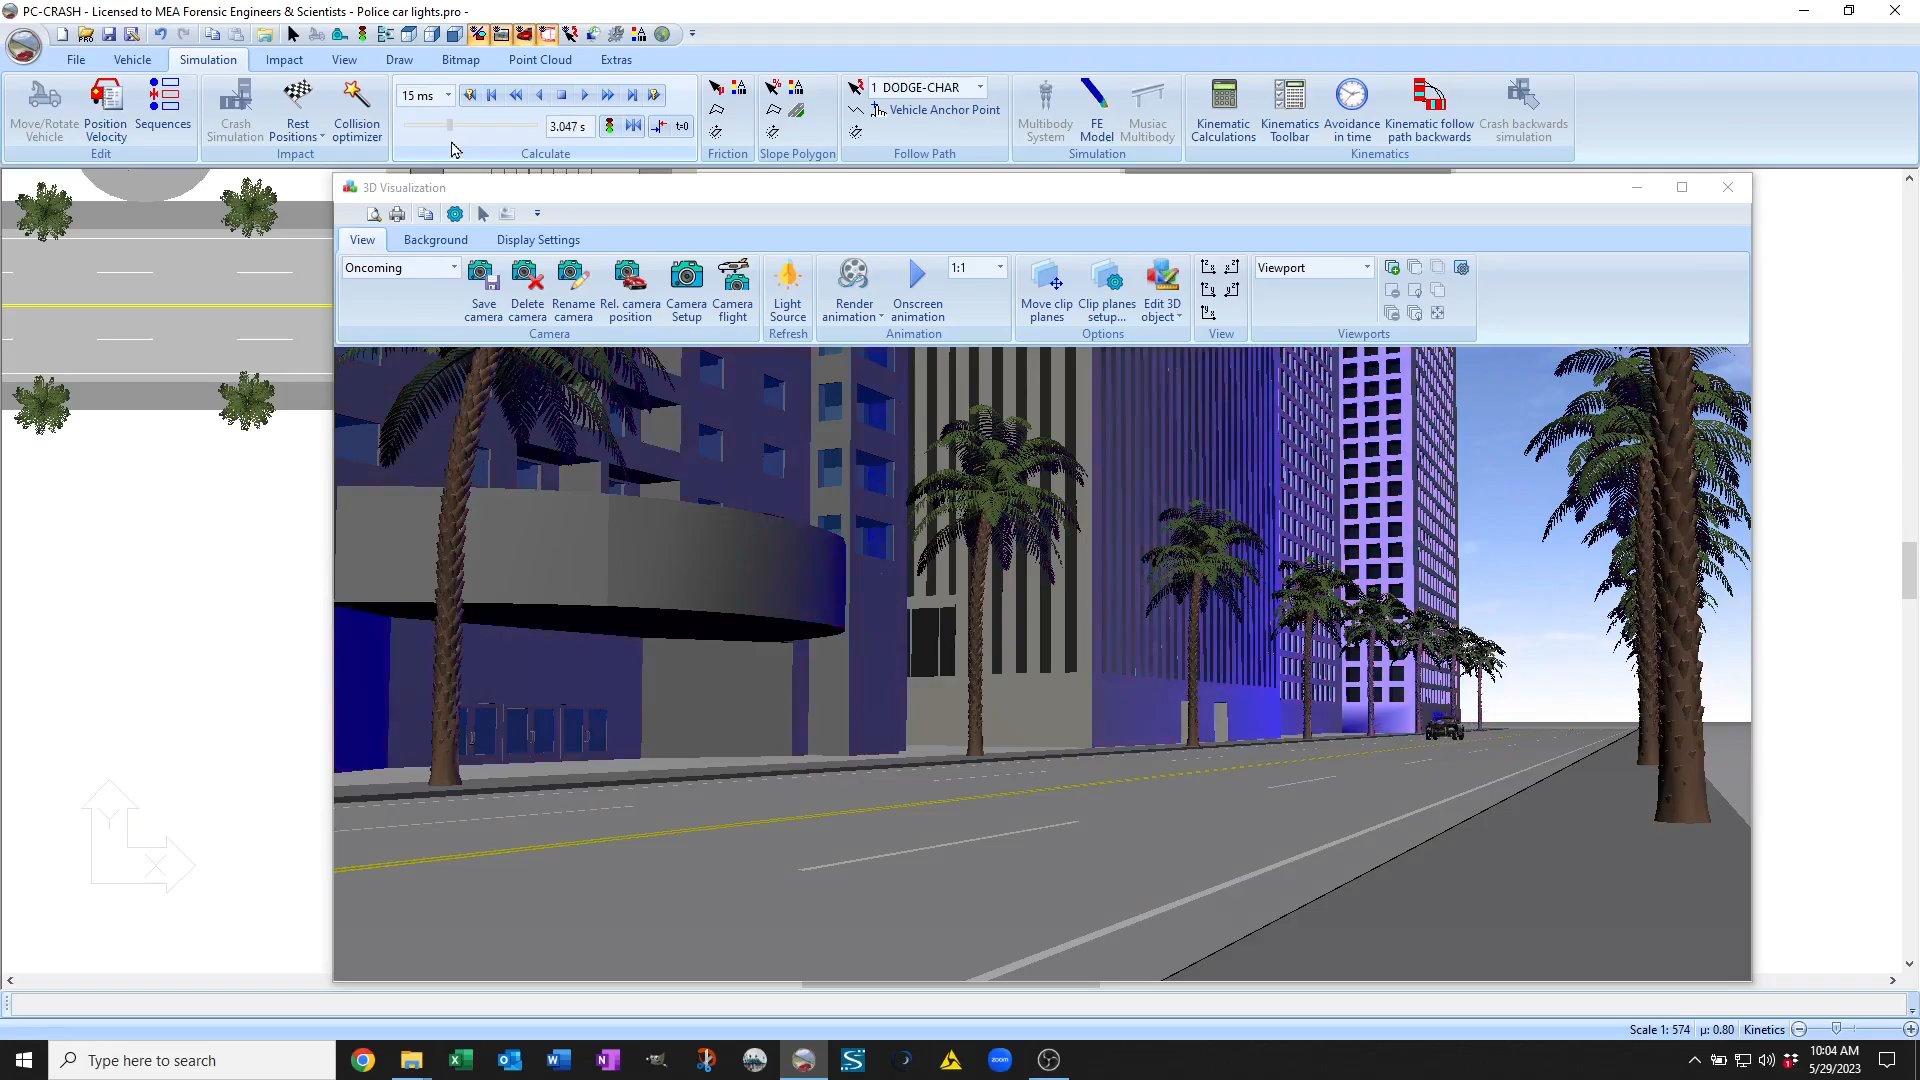 PC-CRASH - Licensed to MEA Forensic Engineers & Scientists - Police car lights.pro -
File Vehicle Simulation Impact View Draw Bitmap Point Cloud Extras
15 ms
1 DODGE-CHAR
Vehicle Anchor Point
3.047 s
t=0
Move/Rotate Vehicle
Position Velocity
Sequences
Crash Simulation
Rest Positions
Collision optimizer
Multibody System
FE Model
Musiac Multibody
Kinematic Calculations
Kinematics Toolbar
Avoidance in time
Kinematic follow path backwards
Crash backwards simulation
Edit Impact Calculate Friction Slope Polygon Follow Path Simulation Kinematics
3D Visualization
View Background Display Settings
Oncoming
1:1
Viewport
Save camera
Delete camera
Rename camera
Rel. camera position
Camera Setup
Camera flight
Light Source
Render animation
Onscreen animation
Move clip planes
Clip planes setup...
Edit 3D object
Camera Refresh Animation Options View Viewports
Y
X
Scale 1: 574 µ: 0.80 Kinetics
Type here to search
zoom
10:04 AM
5/29/2023